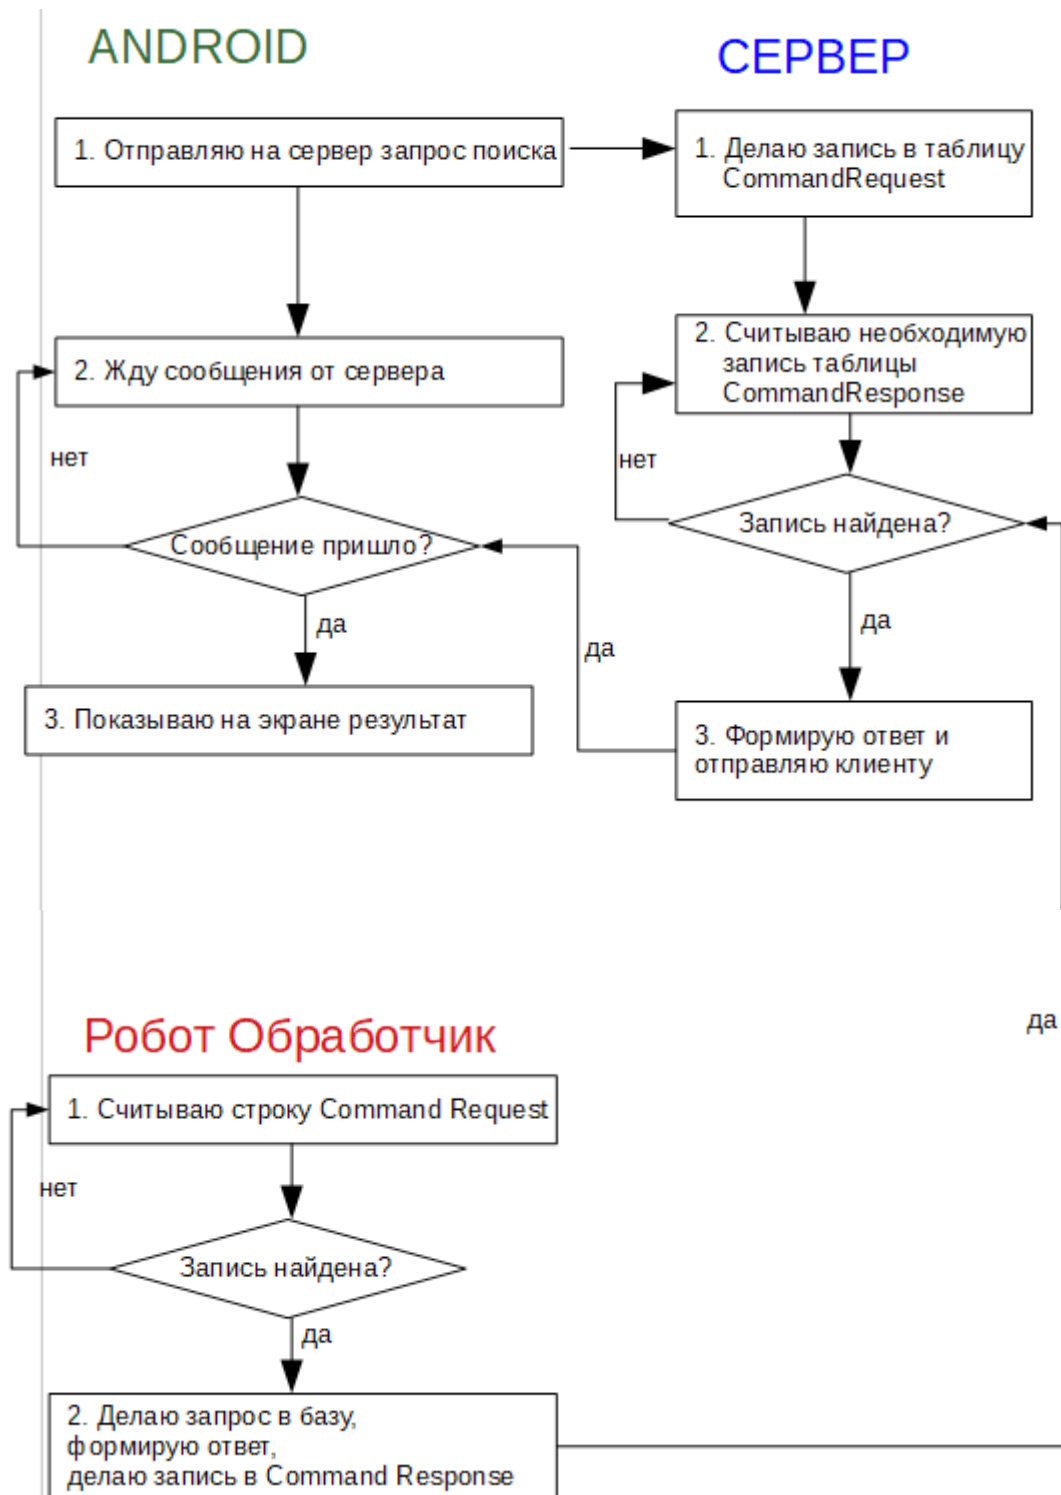 ANDROID
СЕРВЕР
1. Отправляю на сервер запрос поиска
1. Делаю запись в таблицу
CommandRequest
2. Жду сообщения от сервера
2. Считываю необходимую
запись таблицы
CommandResponse
нет
нет
Сообщение пришло?
Запись найдена?
да
да
да
3. Показываю на экране результат
3. Формирую ответ и
отправляю клиенту
да
Робот Обработчик
1. Считываю строку Command Request
нет
Запись найдена?
да
2. Делаю запрос в базу,
формирую ответ,
делаю запись в Command Response